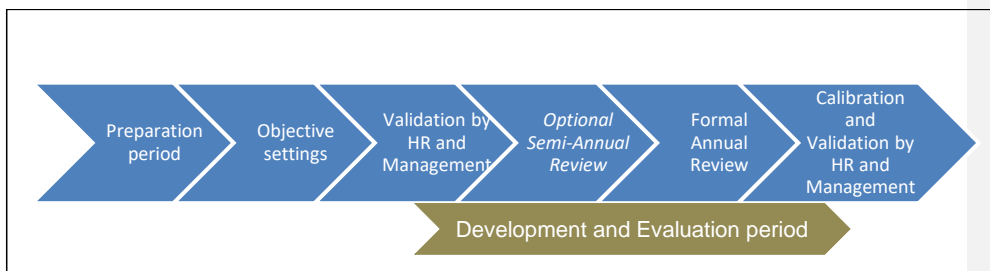 Preparation
period
Objective
settings
Validation by
HR and
Management
Optional
Semi-Annual
Review
Formal
Annual
Review
Calibration
and
Validation by
HR and
Management
Development and Evaluation period